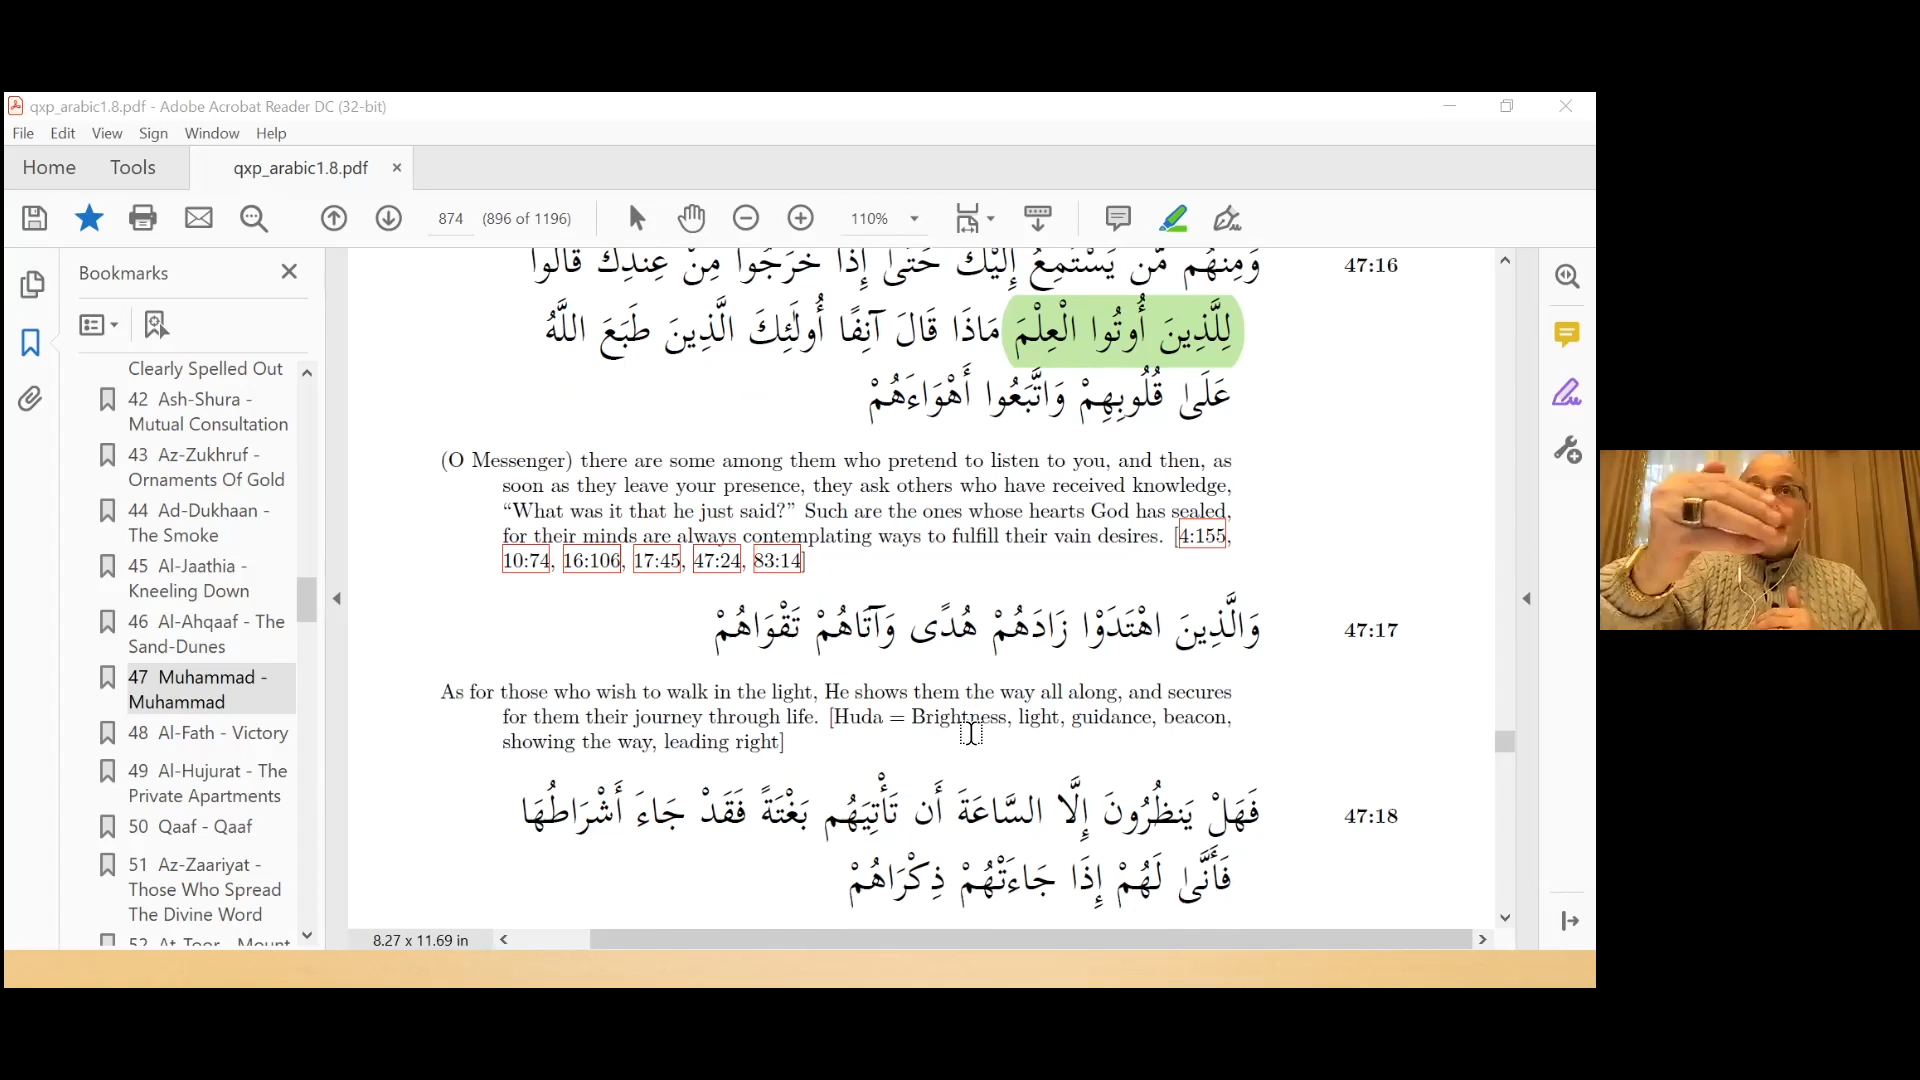 qxp_arabic1.8.pdf - Adobe Acrobat Reader DC (32-bit)
File Edit View Sign Window Help
Home Tools qxp_arabic1.8.pdf
874 (896 of 1196) 110%
Bookmarks
Clearly Spelled Out
42 Ash-Shura -
Mutual Consultation
43 Az-Zukhruf -
Ornaments Of Gold
44 Ad-Dukhaan -
The Smoke
45 Al-Jaathia -
Kneeling Down
46 Al-Ahqaaf - The
Sand-Dunes
47 Muhammad -
Muhammad
48 Al-Fath - Victory
49 Al-Hujurat - The
Private Apartments
50 Qaaf - Qaaf
51 Az-Zaariyat -
Those Who Spread
The Divine Word
52 At-Toor - Mount
وَمِنْهُم مَّن يَسْتَمِعُ إِلَيْكَ حَتَّىٰ إِذَا خَرَجُوا مِنْ عِندِكَ قَالُوا 47:16
لِلَّذِينَ أُوتُوا الْعِلْمَ مَاذَا قَالَ آنِفًا أُولَٰئِكَ الَّذِينَ طَبَعَ اللَّهُ
عَلَىٰ قُلُوبِهِمْ وَاتَّبَعُوا أَهْوَاءَهُمْ
(O Messenger) there are some among them who pretend to listen to you, and then, as
soon as they leave your presence, they ask others who have received knowledge,
“What was it that he just said?” Such are the ones whose hearts God has sealed,
for their minds are always contemplating ways to fulfill their vain desires. [4:155,
10:74, 16:106, 17:45, 47:24, 83:14]
وَالَّذِينَ اهْتَدَوْا زَادَهُمْ هُدًى وَآتَاهُمْ تَقْوَاهُمْ 47:17
As for those who wish to walk in the light, He shows them the way all along, and secures
for them their journey through life. [Huda = Brightness, light, guidance, beacon,
showing the way, leading right]
فَهَلْ يَنظُرُونَ إِلَّا السَّاعَةَ أَن تَأْتِيَهُم بَغْتَةً فَقَدْ جَاءَ أَشْرَاطُهَا 47:18
فَأَنَّىٰ لَهُمْ إِذَا جَاءَتْهُمْ ذِكْرَاهُمْ
8.27 x 11.69 in